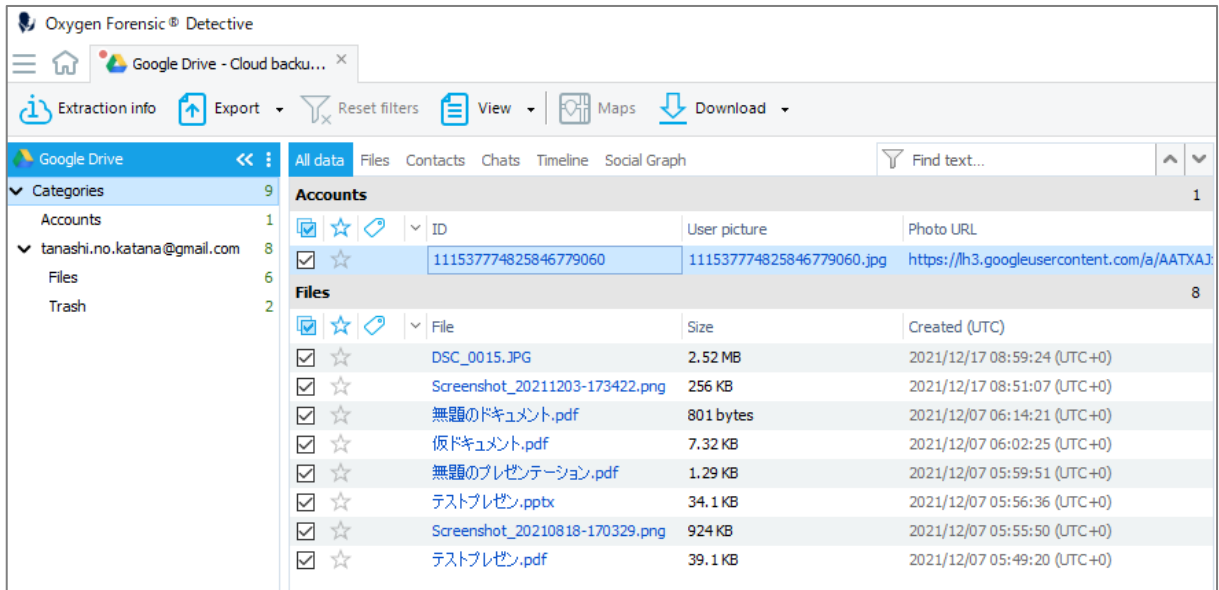 Oxygen Forensic® Detective
Google Drive - Cloud backu... ×
Extraction info Export Reset filters View Maps Download
Google Drive
All data Files Contacts Chats Timeline Social Graph Find text...
Categories 9
Accounts 1
tanashi.no.katana@gmail.com 8
Files 6
Trash 2
Accounts 1
ID User picture Photo URL
111537774825846779060 111537774825846779060.jpg https://lh3.googleusercontent.com/a/AATXAJ
Files 8
File Size Created (UTC)
DSC_0015.JPG 2.52 MB 2021/12/17 08:59:24 (UTC+0)
Screenshot_20211203-173422.png 256 KB 2021/12/17 08:51:07 (UTC+0)
無題のドキュメント.pdf 801 bytes 2021/12/07 06:14:21 (UTC+0)
仮ドキュメント.pdf 7.32 KB 2021/12/07 06:02:25 (UTC+0)
無題のプレゼンテーション.pdf 1.29 KB 2021/12/07 05:59:51 (UTC+0)
テストプレゼン.pptx 34.1 KB 2021/12/07 05:56:36 (UTC+0)
Screenshot_20210818-170329.png 924 KB 2021/12/07 05:55:50 (UTC+0)
テストプレゼン.pdf 39.1 KB 2021/12/07 05:49:20 (UTC+0)